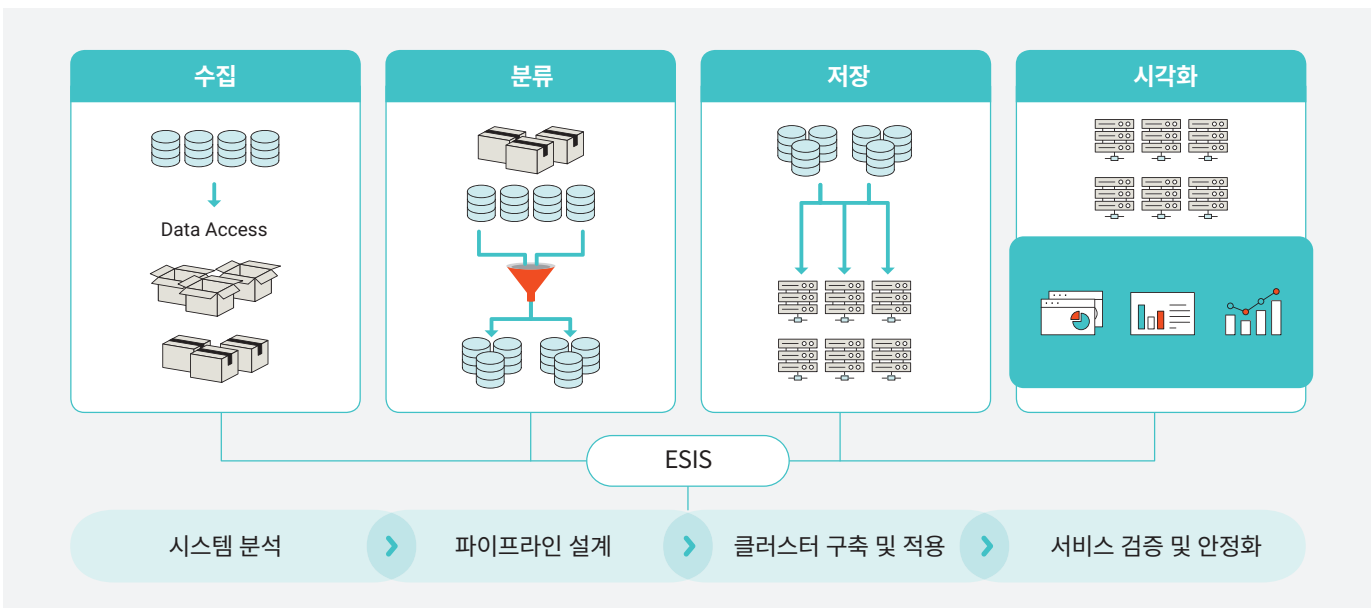 수집
분류
저장
시각화
Data Access
ESIS
시스템 분석
파이프라인 설계
클러스터 구축 및 적용
서비스 검증 및 안정화